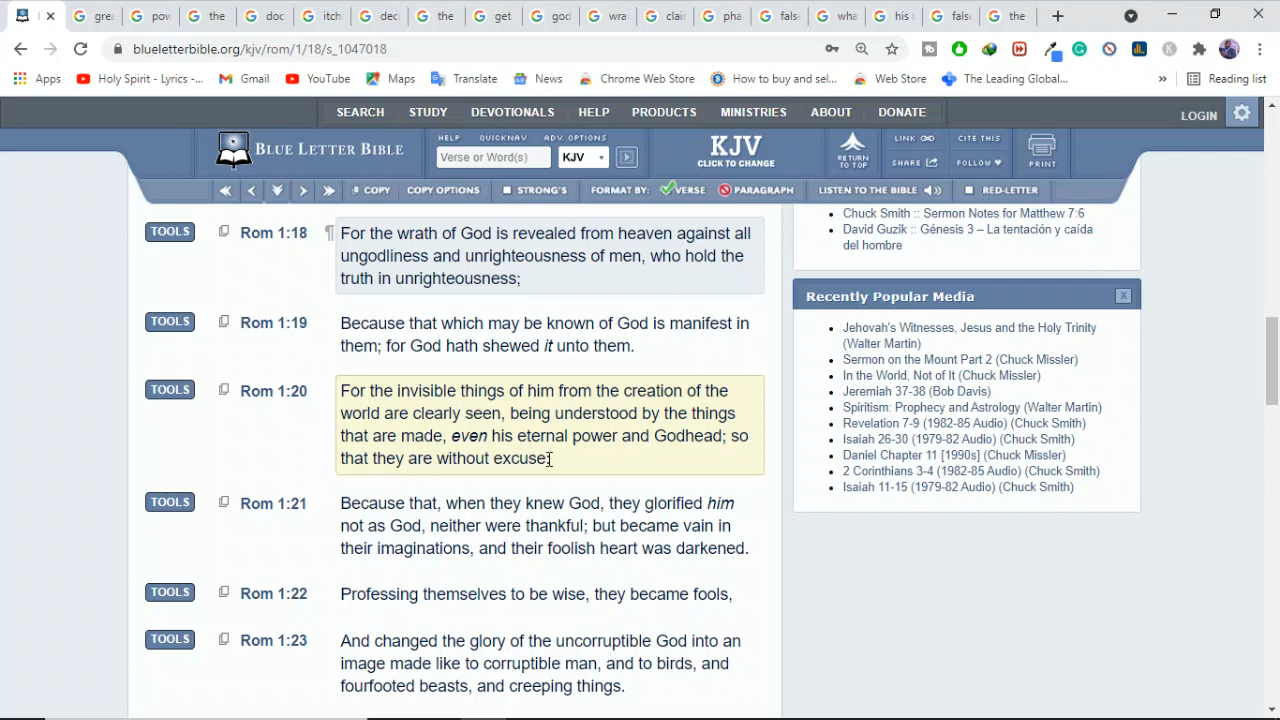 grea
pow
the
doc
itch
dec
the
get
god
wra
clai
pha
false
wha
his
false
the
blueletterbible.org/kjv/rom/1/18/s_1047018
Apps
Holy Spirit - Lyrics -...
Gmail
YouTube
Maps
Translate
News
Chrome Web Store
How to buy and sel...
Web Store
The Leading Global...
»
Reading list
SEARCH STUDY DEVOTIONALS HELP PRODUCTS MINISTRIES ABOUT DONATE
LOGIN
BLUE LETTER BIBLE
HELP QUICKNAV ADV. OPTIONS
Verse or Word(s)
KJV
KJV
CLICK TO CHANGE
RETURN
TO TOP
LINK
SHARE
CITE THIS
FOLLOW
PRINT
COPY COPY OPTIONS STRONG'S FORMAT BY: VERSE PARAGRAPH LISTEN TO THE BIBLE RED-LETTER
TOOLS Rom 1:18 ¶ For the wrath of God is revealed from heaven against all
ungodliness and unrighteousness of men, who hold the
truth in unrighteousness;
TOOLS Rom 1:19 Because that which may be known of God is manifest in
them; for God hath shewed it unto them.
TOOLS Rom 1:20 For the invisible things of him from the creation of the
world are clearly seen, being understood by the things
that are made, even his eternal power and Godhead; so
that they are without excuse:
TOOLS Rom 1:21 Because that, when they knew God, they glorified him
not as God, neither were thankful; but became vain in
their imaginations, and their foolish heart was darkened.
TOOLS Rom 1:22 Professing themselves to be wise, they became fools,
TOOLS Rom 1:23 And changed the glory of the uncorruptible God into an
image made like to corruptible man, and to birds, and
fourfooted beasts, and creeping things.
Chuck Smith :: Sermon Notes for Matthew 7:6
David Guzik :: Génesis 3 – La tentación y caída
del hombre
Recently Popular Media X
Jehovah's Witnesses, Jesus and the Holy Trinity
(Walter Martin)
Sermon on the Mount Part 2 (Chuck Missler)
In the World, Not of It (Chuck Missler)
Jeremiah 37-38 (Bob Davis)
Spiritism: Prophecy and Astrology (Walter Martin)
Revelation 7-9 (1982-85 Audio) (Chuck Smith)
Isaiah 26-30 (1979-82 Audio) (Chuck Smith)
Daniel Chapter 11 [1990s] (Chuck Missler)
2 Corinthians 3-4 (1982-85 Audio) (Chuck Smith)
Isaiah 11-15 (1979-82 Audio) (Chuck Smith)